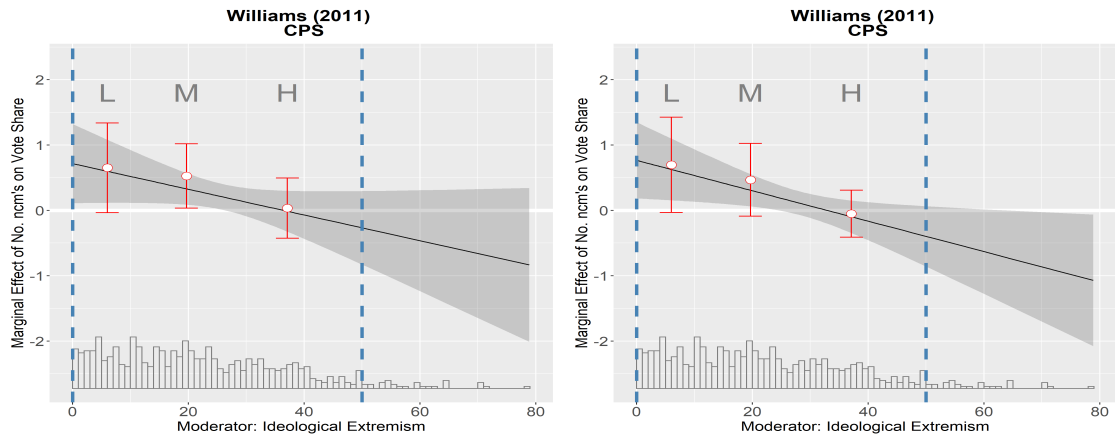 Williams (2011)
CPS
Marginal Effect of No. ncm's on Vote Share
2
1
0
-1
-2
L M H
0 20 40 60 80
Moderator: Ideological Extremism
Williams (2011)
CPS
Marginal Effect of No. ncm's on Vote Share
2
1
0
-1
-2
L M H
0 20 40 60 80
Moderator: Ideological Extremism